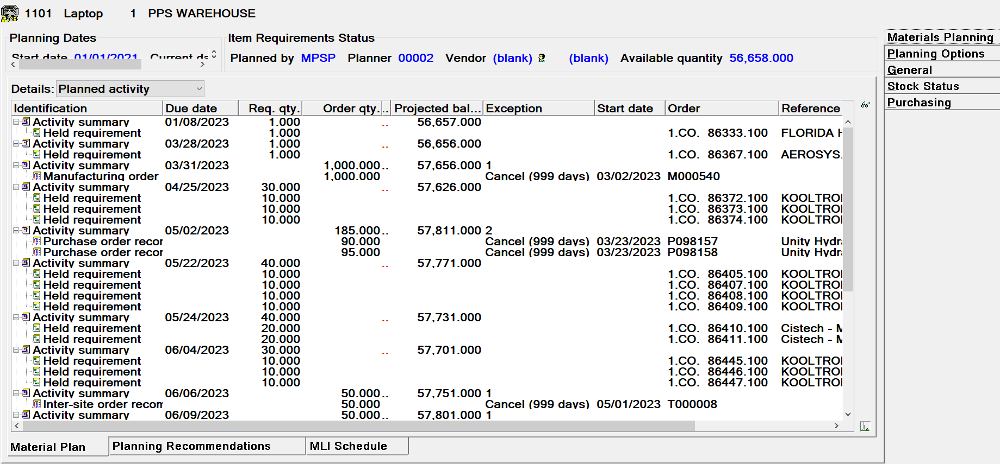 1101 Laptop 1 PPS WAREHOUSE
Planning Dates Item Requirements Status
Start date 01/01/2021 Current da
Planned by MPSP Planner 00002 Vendor (blank) (blank) Available quantity 56,658.000
Materials Planning
Planning Options
General
Stock Status
Purchasing
Details: Planned activity
Identification Due date Req. qty. Order qty. .. Projected bal... Exception Start date Order Reference
Activity summary 01/08/2023 1.000 .. 56,657.000
Held requirement 1.000 1.CO. 86333.100 FLORIDA H
Activity summary 03/28/2023 1.000 .. 56,656.000
Held requirement 1.000 1.CO. 86367.100 AEROSYS,
Activity summary 03/31/2023 1,000.000 .. 57,656.000 1
Manufacturing order 1,000.000 Cancel (999 days) 03/02/2023 M000540
Activity summary 04/25/2023 30.000 .. 57,626.000
Held requirement 10.000 1.CO. 86372.100 KOOLTRO
Held requirement 10.000 1.CO. 86373.100 KOOLTRO
Held requirement 10.000 1.CO. 86374.100 KOOLTRO
Activity summary 05/02/2023 185.000 .. 57,811.000 2
Purchase order recor 90.000 Cancel (999 days) 03/23/2023 P098157 Unity Hydra
Purchase order recor 95.000 Cancel (999 days) 03/23/2023 P098158 Unity Hydra
Activity summary 05/22/2023 40.000 .. 57,771.000
Held requirement 10.000 1.CO. 86405.100 KOOLTRO
Held requirement 10.000 1.CO. 86407.100 KOOLTRO
Held requirement 10.000 1.CO. 86408.100 KOOLTRO
Held requirement 10.000 1.CO. 86409.100 KOOLTRO
Activity summary 05/24/2023 40.000 .. 57,731.000
Held requirement 20.000 1.CO. 86410.100 Cistech - M
Held requirement 20.000 1.CO. 86411.100 Cistech - M
Activity summary 06/04/2023 30.000 .. 57,701.000
Held requirement 10.000 1.CO. 86445.100 KOOLTRO
Held requirement 10.000 1.CO. 86446.100 KOOLTRO
Held requirement 10.000 1.CO. 86447.100 KOOLTRO
Activity summary 06/06/2023 50.000 .. 57,751.000 1
Inter-site order recom 50.000 Cancel (999 days) 05/01/2023 T000008
Activity summary 06/09/2023 50.000 .. 57,801.000 1
Material Plan Planning Recommendations MLI Schedule